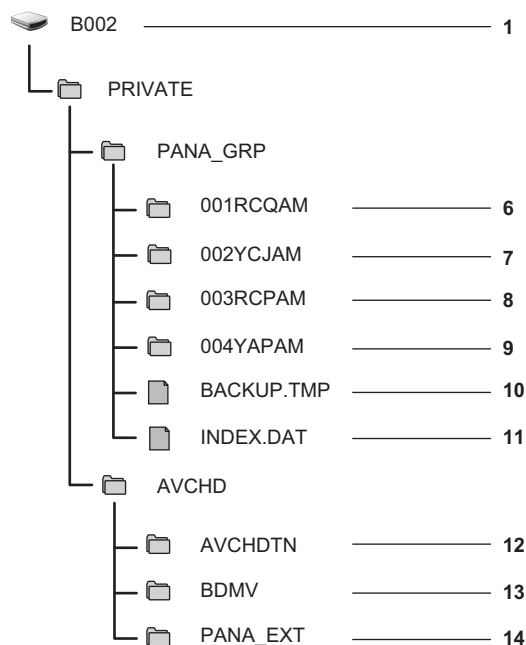 B002 1
PRIVATE
PANA_GRP
001RCQAM 6
002YCJAM 7
003RCPAM 8
004YAPAM 9
BACKUP.TMP 10
INDEX.DAT 11
AVCHD
AVCHDTN 12
BDMV 13
PANA_EXT 14